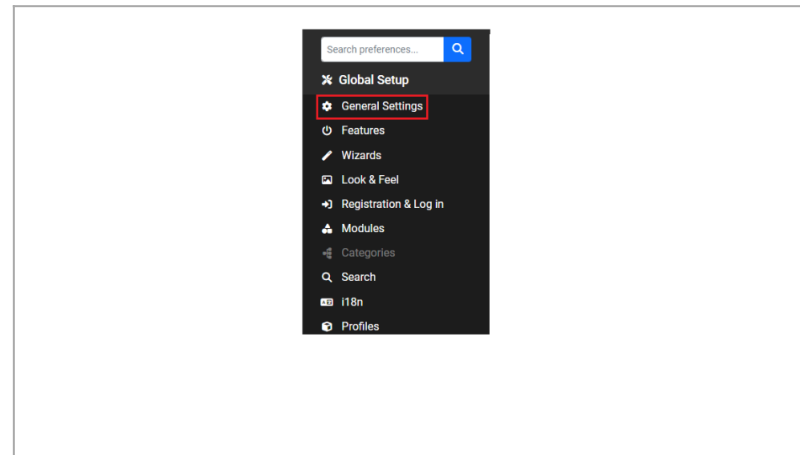 Search preferences...
Global Setup
General Settings
Features
Wizards
Look & Feel
Registration & Log in
Modules
Categories
Search
i18n
Profiles